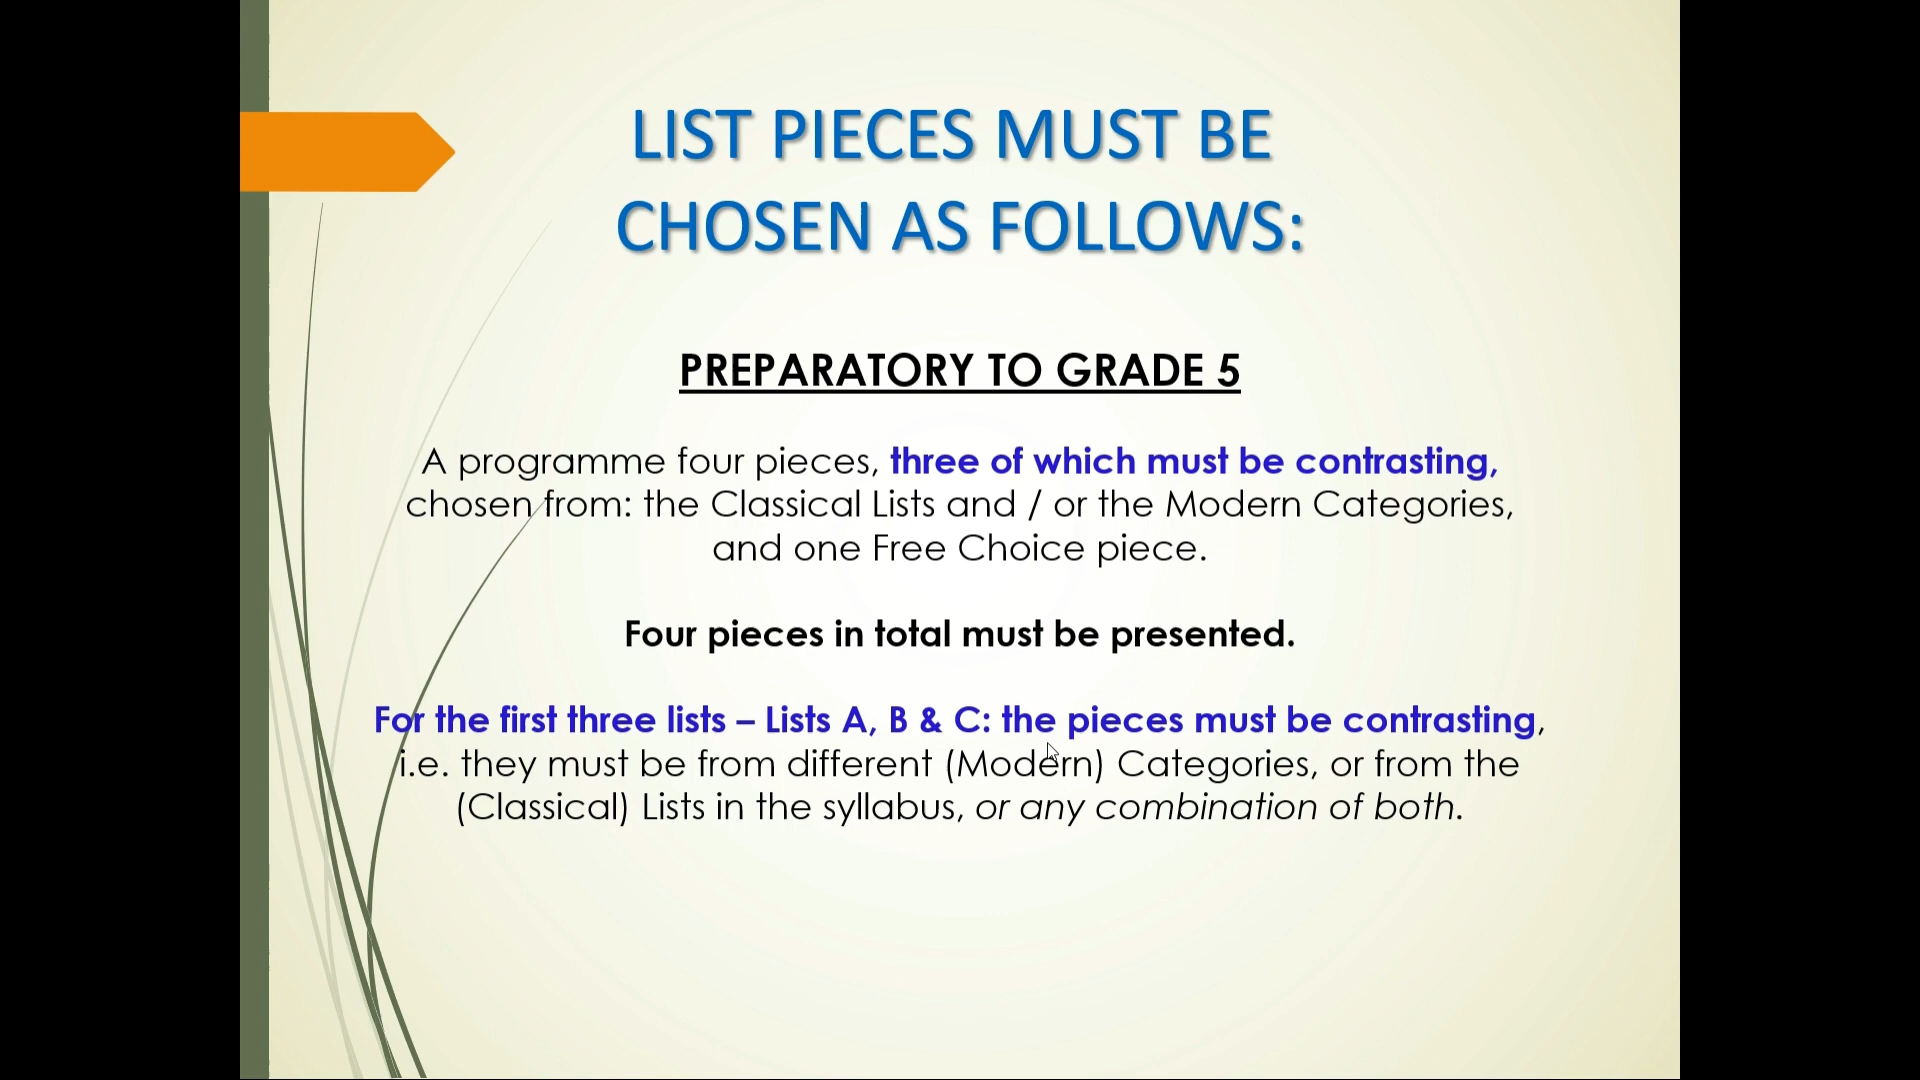 LIST PIECES MUST BE
CHOSEN AS FOLLOWS:
PREPARATORY TO GRADE 5
A programme four pieces, three of which must be contrasting,
chosen from: the Classical Lists and / or the Modern Categories,
and one Free Choice piece.
Four pieces in total must be presented.
For the first three lists – Lists A, B & C: the pieces must be contrasting,
i.e. they must be from different (Modern) Categories, or from the
(Classical) Lists in the syllabus, or any combination of both.